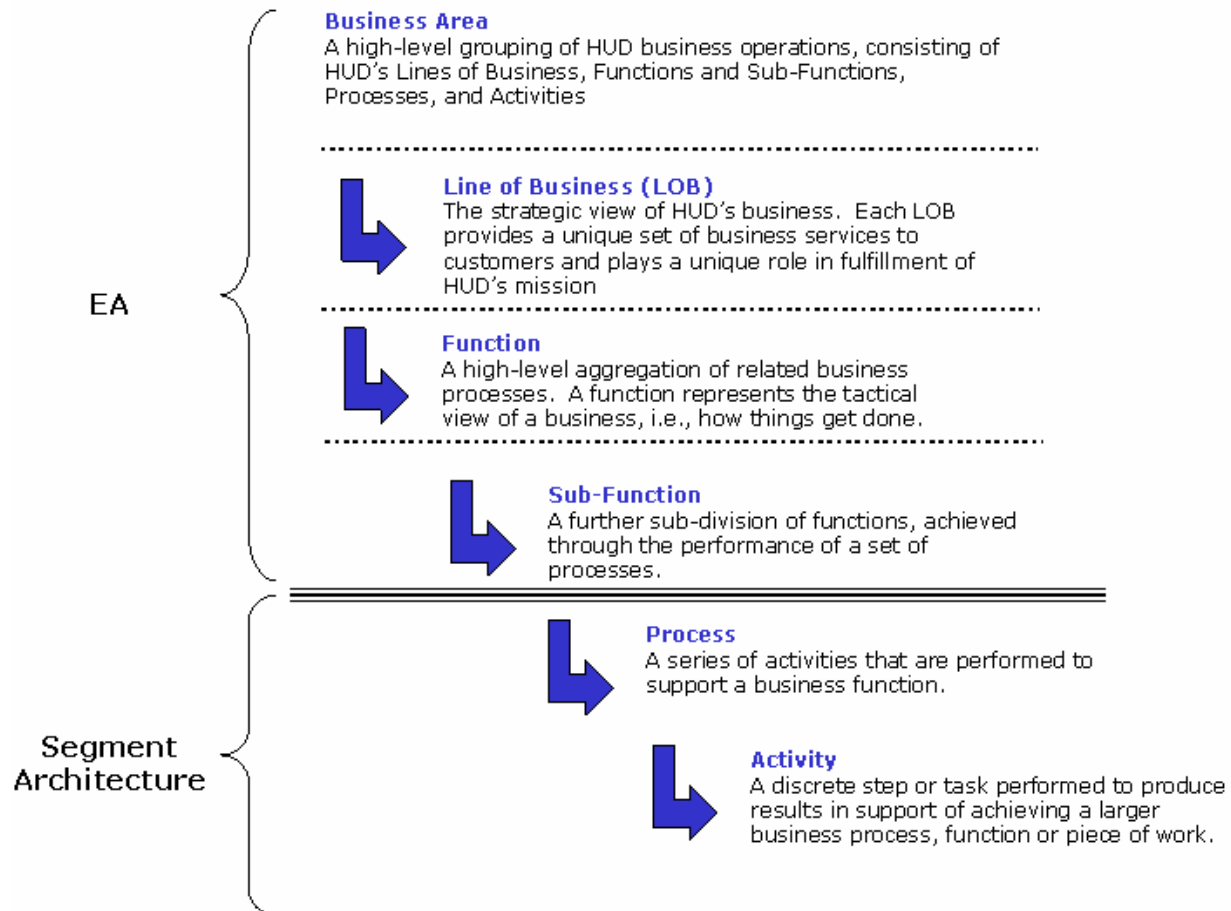 Business Area
A high-level grouping of HUD business operations, consisting of
HUD's Lines of Business, Functions and Sub-Functions,
Processes, and Activities
Line of Business (LOB)
The strategic view of HUD's business. Each LOB
provides a unique set of business services to
customers and plays a unique role in fulfillment of
HUD's mission
EA
Function
A high-level aggregation of related business
processes. A function represents the tactical
view of a business, i.e., how things get done.
Sub-Function
A further sub-division of functions, achieved
through the performance of a set of
processes.
Process
A series of activities that are performed to
support a business function.
Segment
Architecture
Activity
A discrete step or task performed to produce
results in support of achieving a larger
business process, function or piece of work.